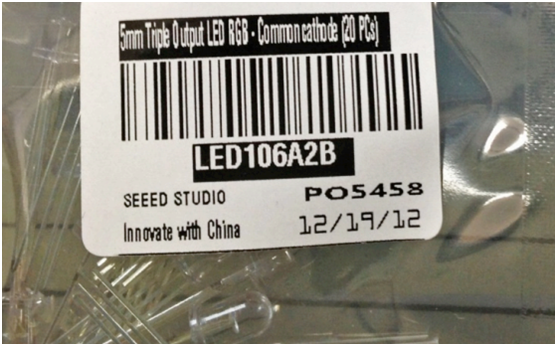 5mm Triple Output LED RGB - Common cathode (20 PCs)
LED106A2B
SEEED STUDIO PO5458
Innovate with China 12/19/12